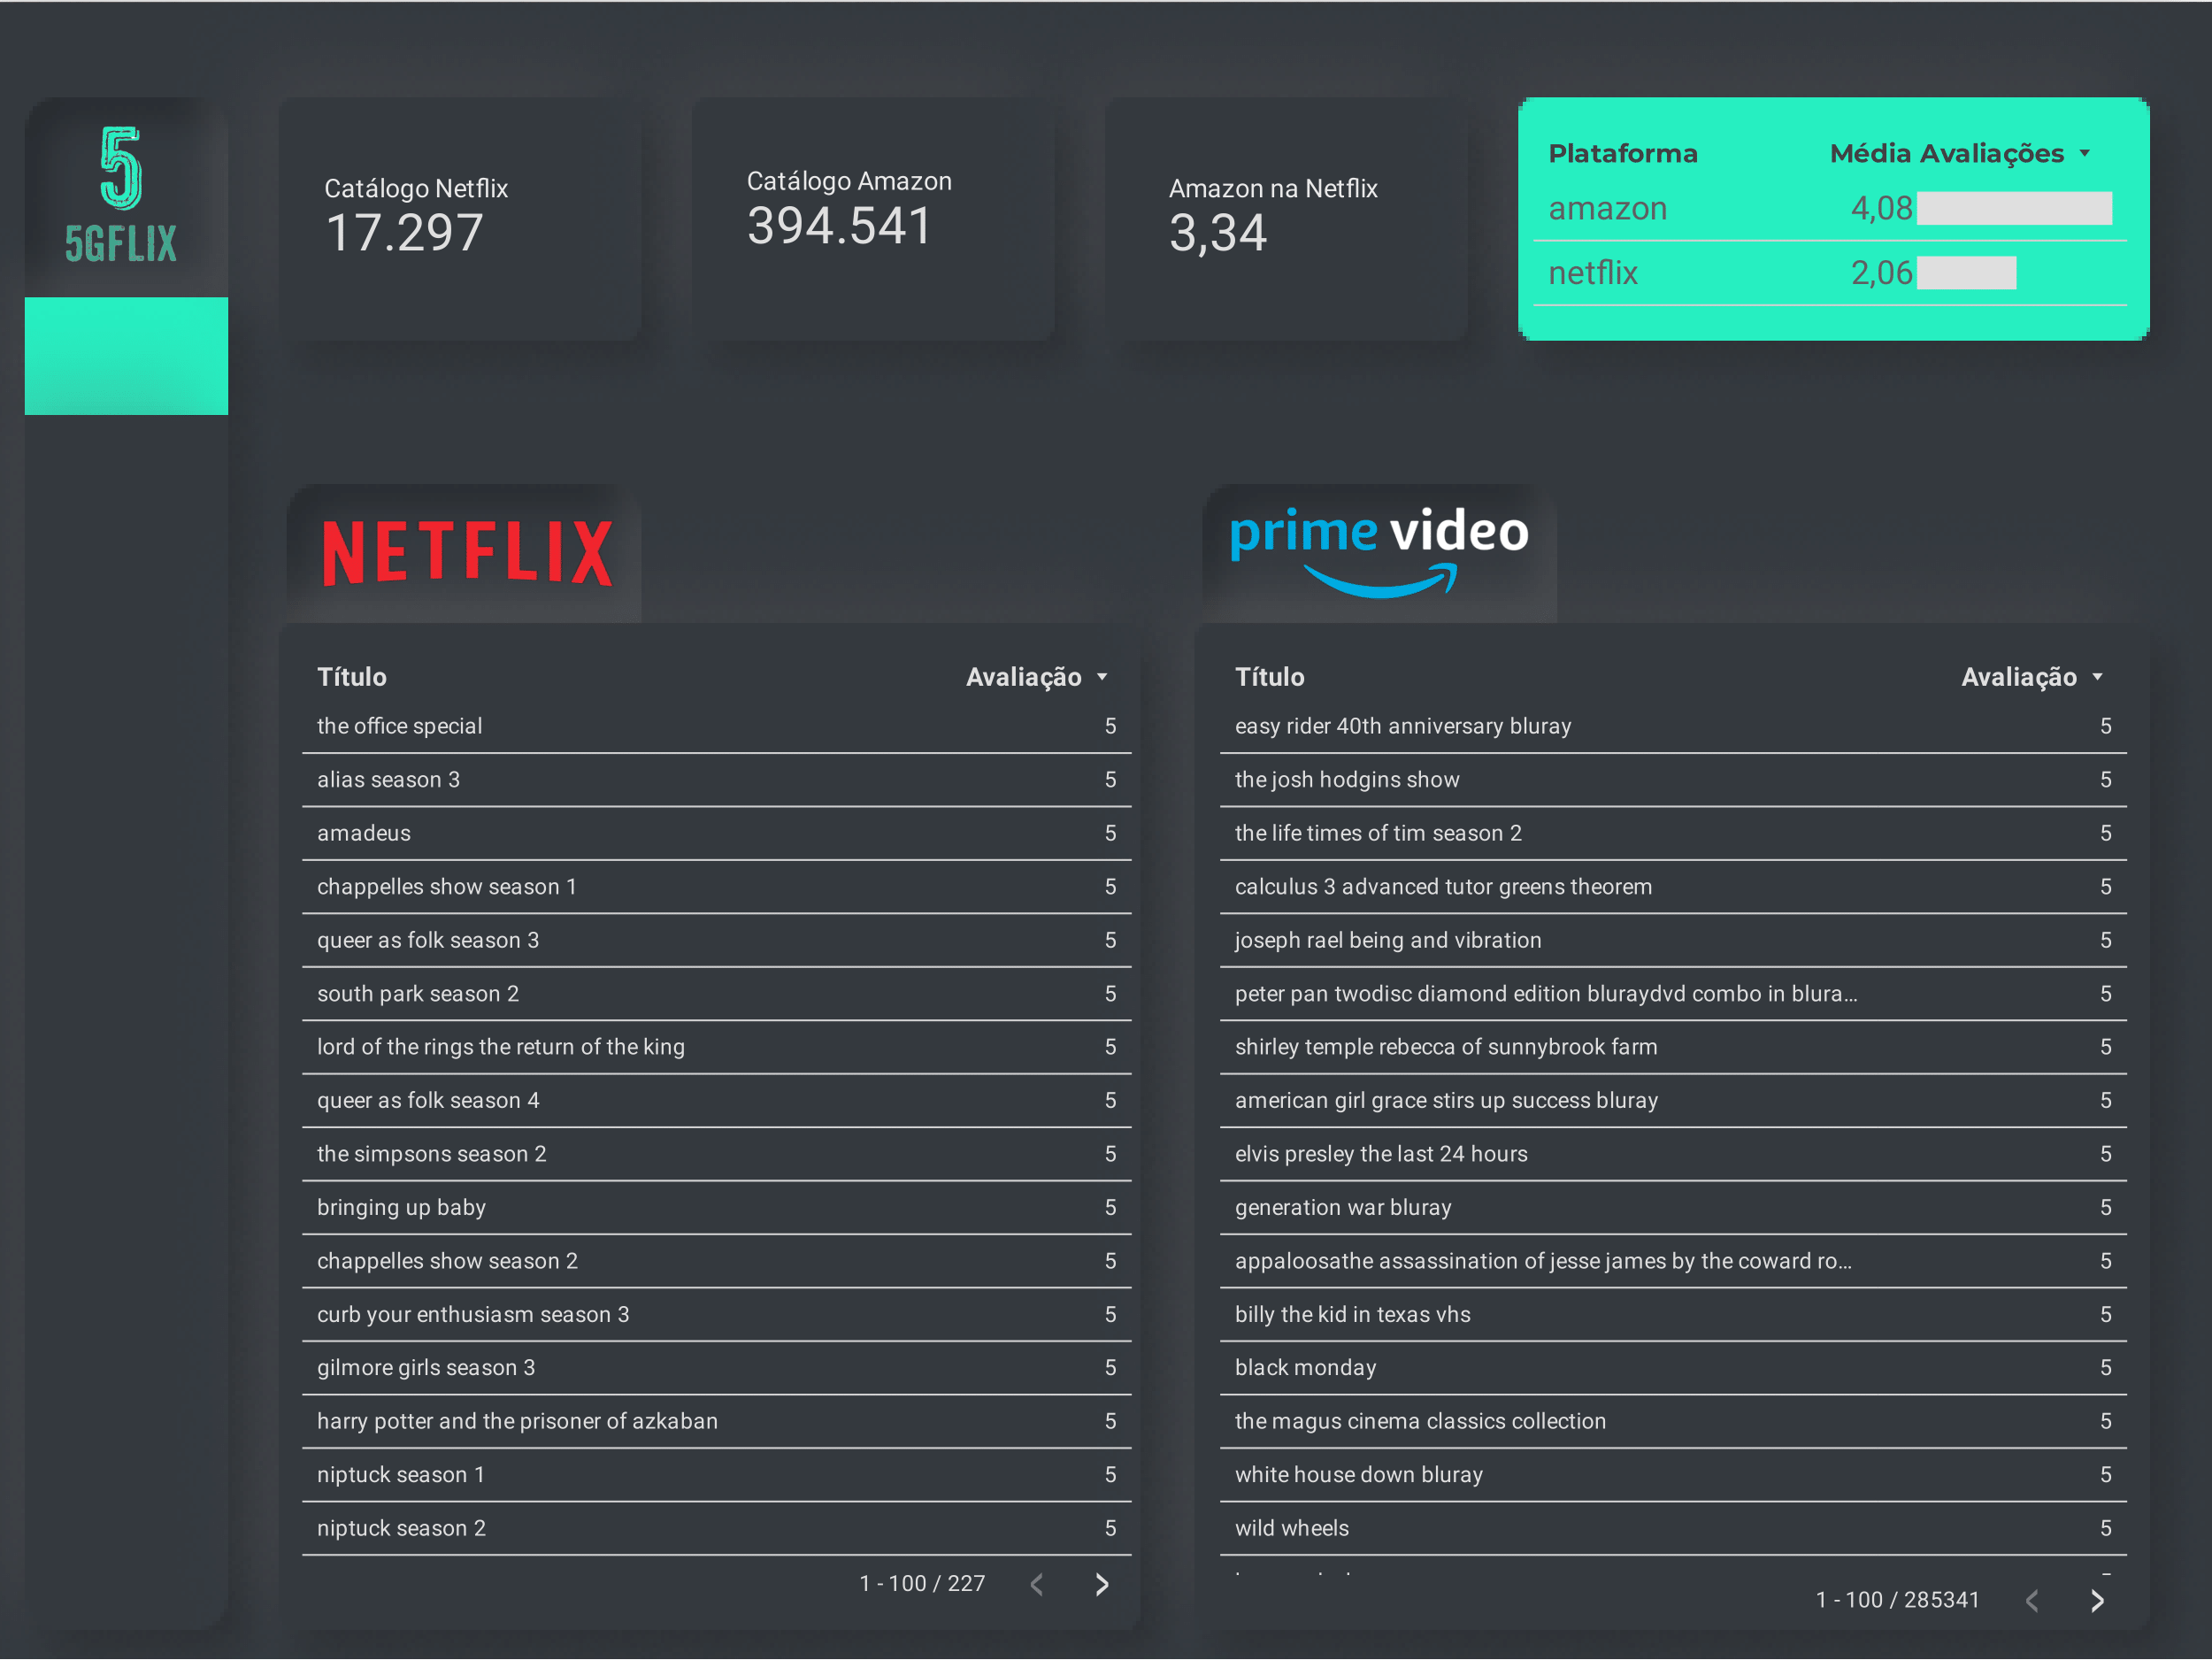 5
5GFLIX
Catálogo Netflix
17.297
Catálogo Amazon
394.541
Amazon na Netflix
3,34
Plataforma Média Avaliações
amazon 4,08
netflix 2,06
NETFLIX
Título Avaliação
the office special 5
alias season 3 5
amadeus 5
chappelles show season 1 5
queer as folk season 3 5
south park season 2 5
lord of the rings the return of the king 5
queer as folk season 4 5
the simpsons season 2 5
bringing up baby 5
chappelles show season 2 5
curb your enthusiasm season 3 5
gilmore girls season 3 5
harry potter and the prisoner of azkaban 5
niptuck season 1 5
niptuck season 2 5
1 - 100 / 227
prime video
Título Avaliação
easy rider 40th anniversary bluray 5
the josh hodgins show 5
the life times of tim season 2 5
calculus 3 advanced tutor greens theorem 5
joseph rael being and vibration 5
peter pan twodisc diamond edition bluraydvd combo in blura... 5
shirley temple rebecca of sunnybrook farm 5
american girl grace stirs up success bluray 5
elvis presley the last 24 hours 5
generation war bluray 5
appaloosathe assassination of jesse james by the coward ro... 5
billy the kid in texas vhs 5
black monday 5
the magus cinema classics collection 5
white house down bluray 5
wild wheels 5
1 - 100 / 285341